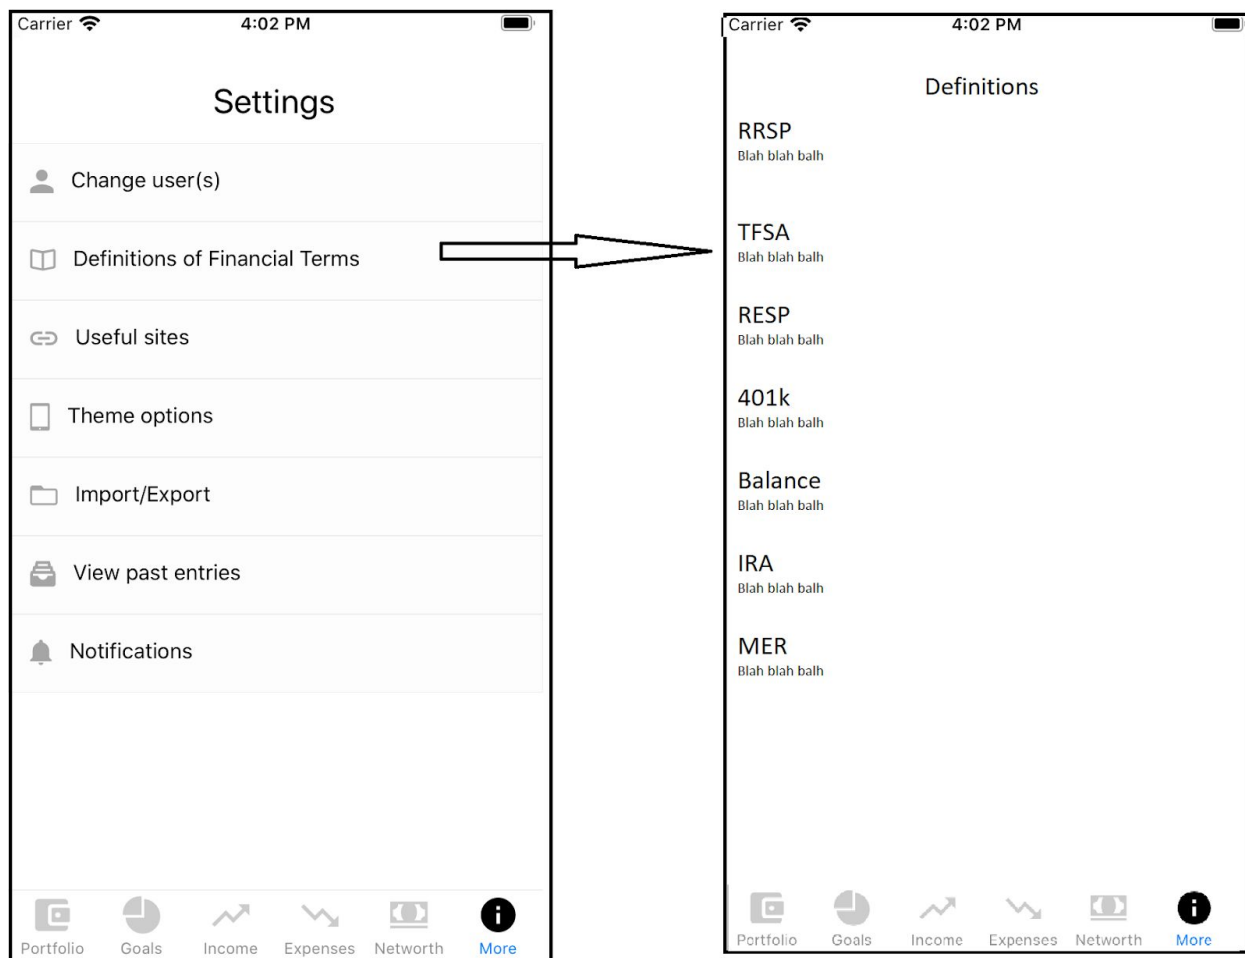 Carrier 4:02 PM
Settings
Change user(s)
Definitions of Financial Terms
Useful sites
Theme options
Import/Export
View past entries
Notifications
Portfolio Goals Income Expenses Networth More
Carrier 4:02 PM
Definitions
RRSP
Blah blah balh
TFSA
Blah blah balh
RESP
Blah blah balh
401k
Blah blah balh
Balance
Blah blah balh
IRA
Blah blah balh
MER
Blah blah balh
Portfolio Goals Income Expenses Networth More